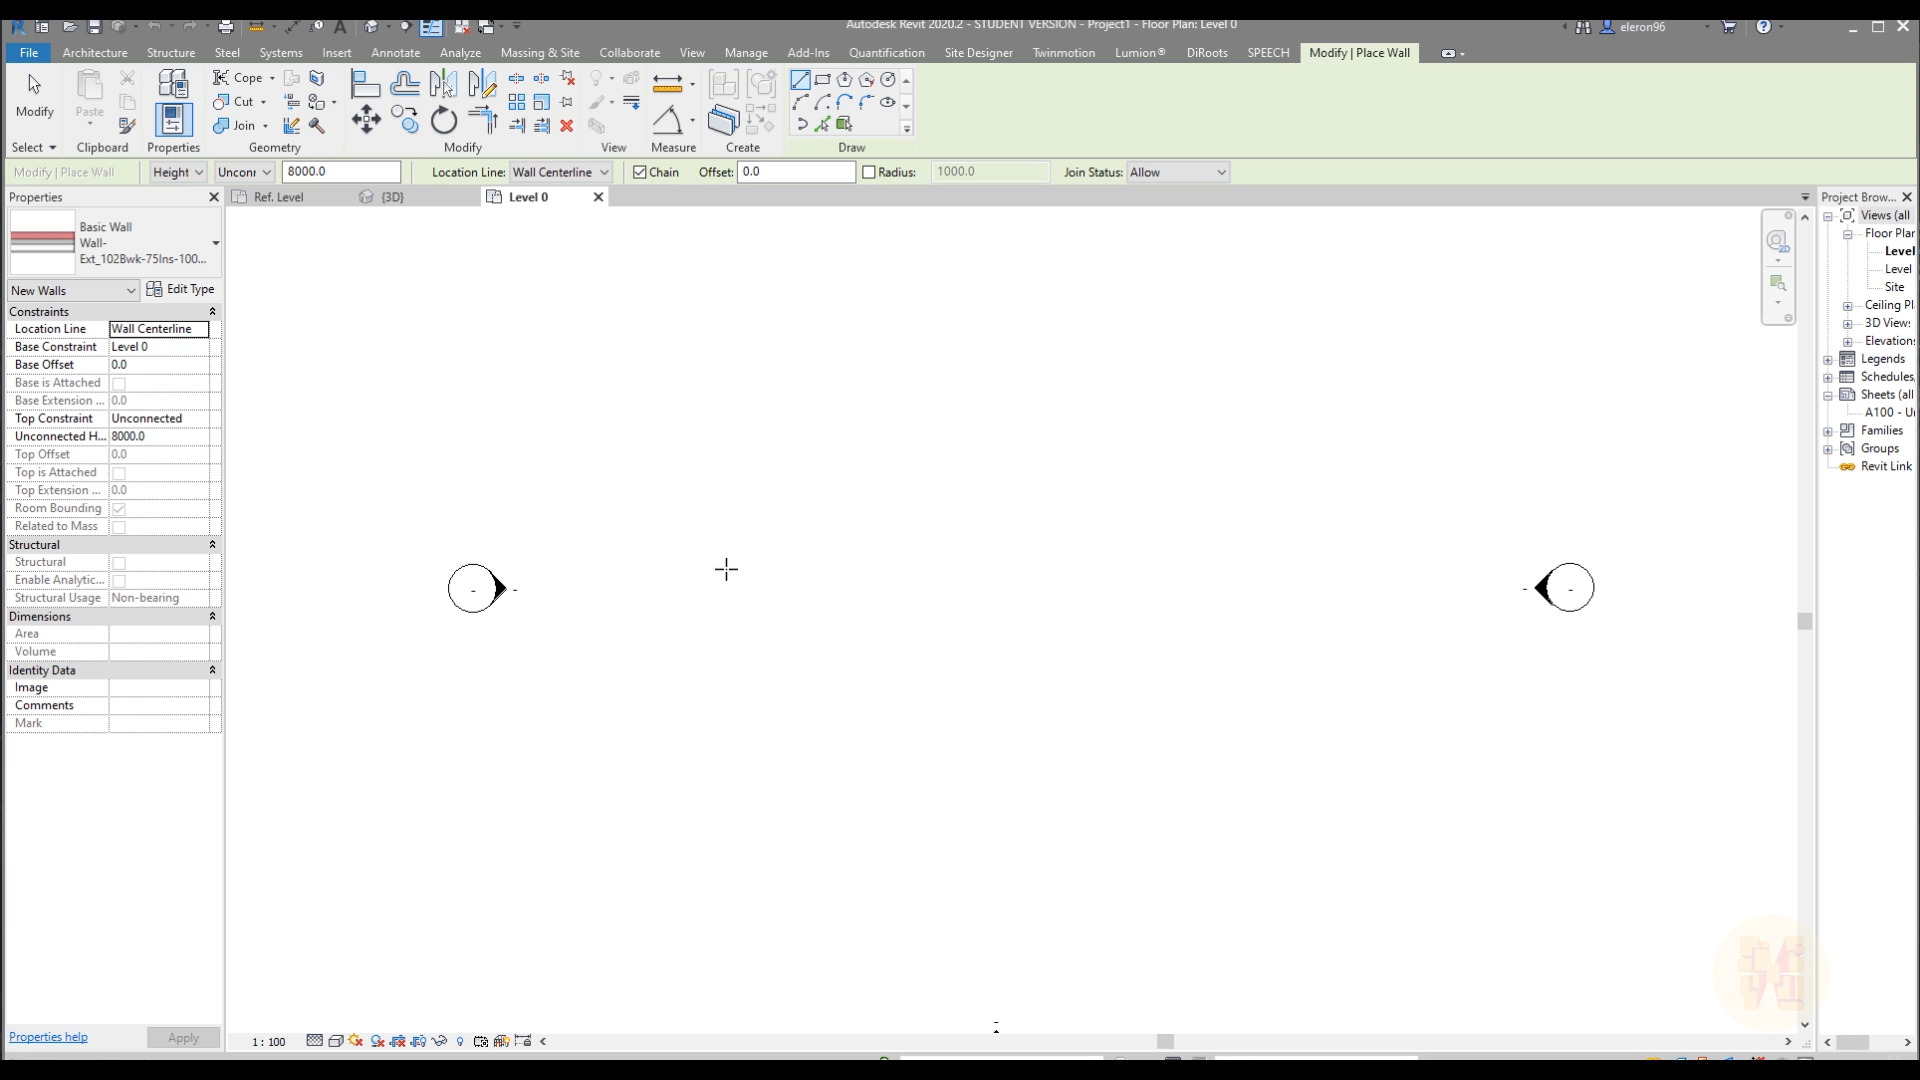 Autodesk Revit 2020.2 - STUDENT VERSION - Project1 - Floor Plan: Level 0
eleron96
File
Architecture
Structure
Steel
Systems
Insert
Annotate
Analyze
Massing & Site
Collaborate
View
Manage
Add-Ins
Quantification
Site Designer
Twinmotion
Lumion®
DiRoots
SPEECH
Modify | Place Wall
Modify
Paste
Cope
Cut
Join
Select
Clipboard
Properties
Geometry
Modify
View
Measure
Create
Draw
Modify | Place Wall
Height
Unconr
8000.0
Location Line:
Wall Centerline
Chain
Offset:
0.0
Radius:
1000.0
Join Status:
Allow
Properties
Ref. Level
{3D}
Level 0
Project Brow...
Basic Wall
Wall-
Ext_102Bwk-75Ins-100...
New Walls
Edit Type
Constraints
Location Line Wall Centerline
Base Constraint Level 0
Base Offset 0.0
Base is Attached
Base Extension ... 0.0
Top Constraint Unconnected
Unconnected H... 8000.0
Top Offset 0.0
Top is Attached
Top Extension ... 0.0
Room Bounding
Related to Mass
Structural
Structural
Enable Analytic...
Structural Usage Non-bearing
Dimensions
Area
Volume
Identity Data
Image
Comments
Mark
Properties help
Apply
2D
Views (all
Floor Plan
Level
Level
Site
Ceiling Pl
3D Views
Elevations
Legends
Schedules,
Sheets (all
A100 - Un
Families
Groups
Revit Link
1 : 100